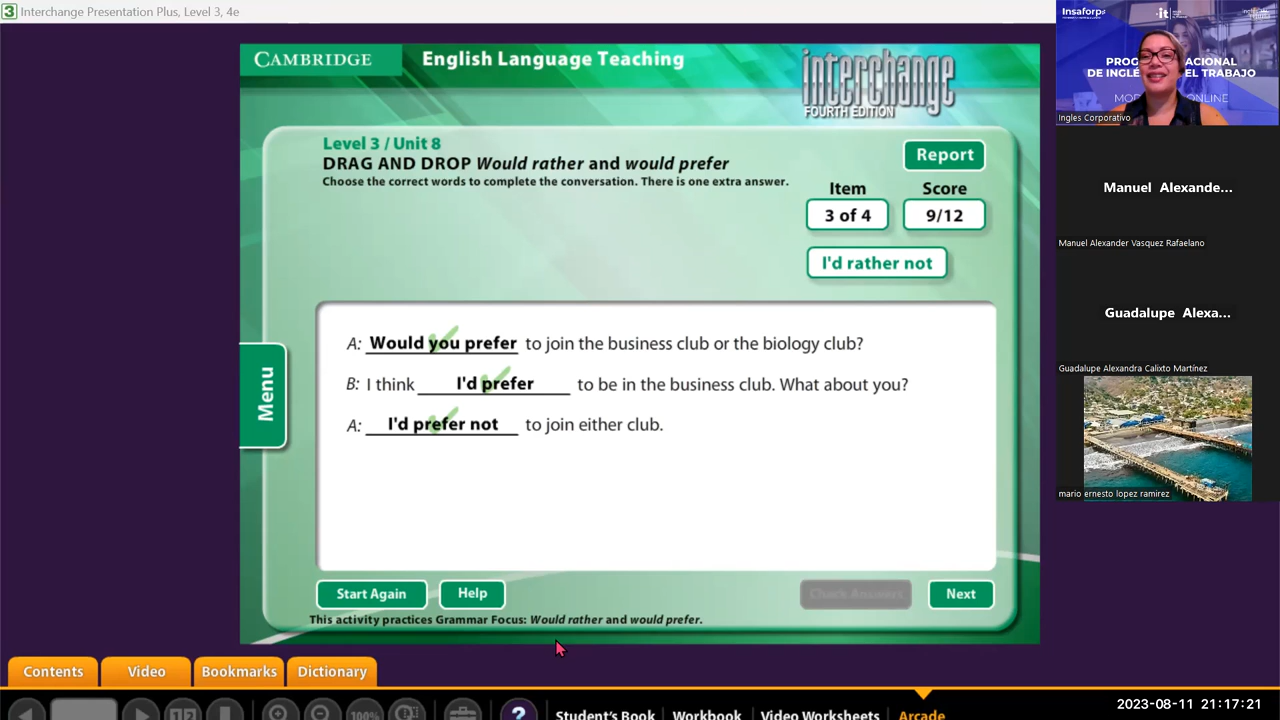 Interchange Presentation Plus, Level 3, 4e
CAMBRIDGE
English Language Teaching
interchange
FOURTH EDITION
Level 3 / Unit 8
DRAG AND DROP Would rather and would prefer
Choose the correct words to complete the conversation. There is one extra answer.
Report
Item
Score
3 of 4
9/12
I'd rather not
A: Would you prefer to join the business club or the biology club?
B: I think I'd prefer to be in the business club. What about you?
A: I'd prefer not to join either club.
Menu
Start Again
Help
Check Answers
Next
This activity practices Grammar Focus: Would rather and would prefer.
Contents
Video
Bookmarks
Dictionary
100%
?
Student's Book
Workbook
Video Worksheets
Arcade
Insaforp
Ingles Corporativo
Manuel Alexande...
Manuel Alexander Vasquez Rafaelano
Guadalupe Alexa...
Guadalupe Alexandra Calixto Martínez
mario ernesto lopez ramirez
2023-08-11 21:17:21